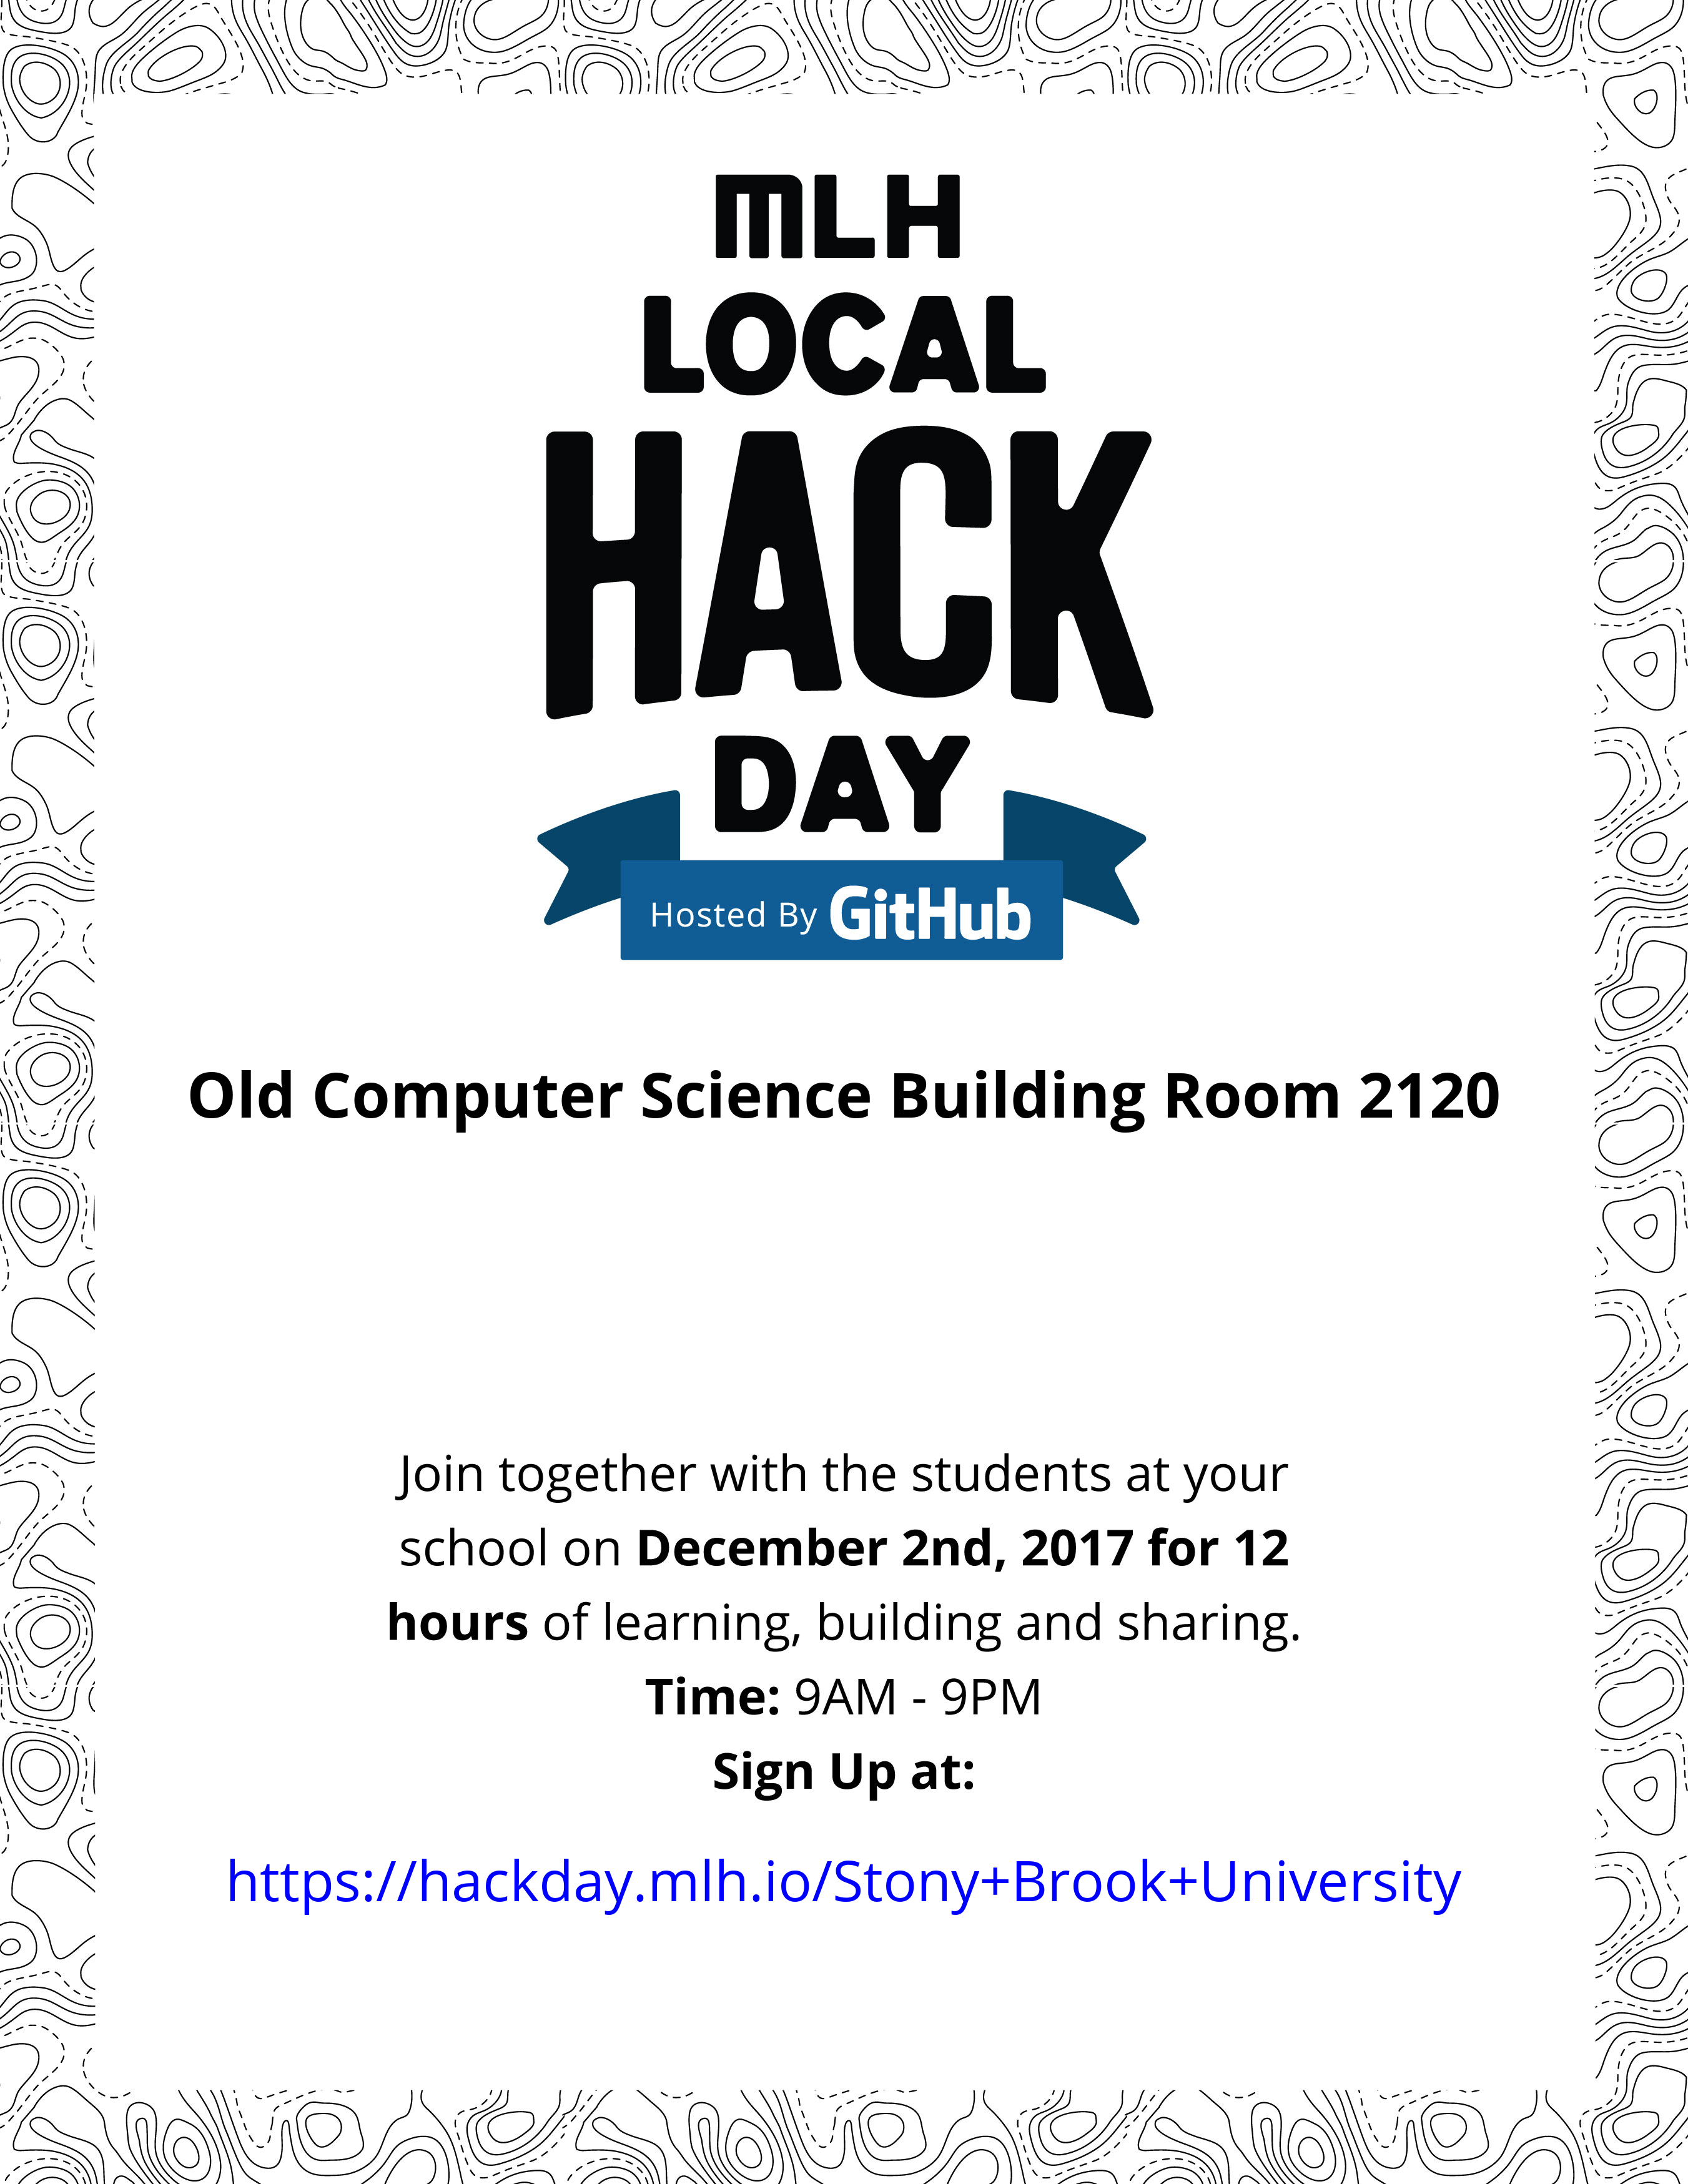 MLH
LOCAL
HACK
DAY
Hosted By GitHub
Old Computer Science Building Room 2120
Join together with the students at your
school on December 2nd, 2017 for 12
hours of learning, building and sharing.
Time: 9AM - 9PM
Sign Up at:
https://hackday.mlh.io/Stony+Brook+University